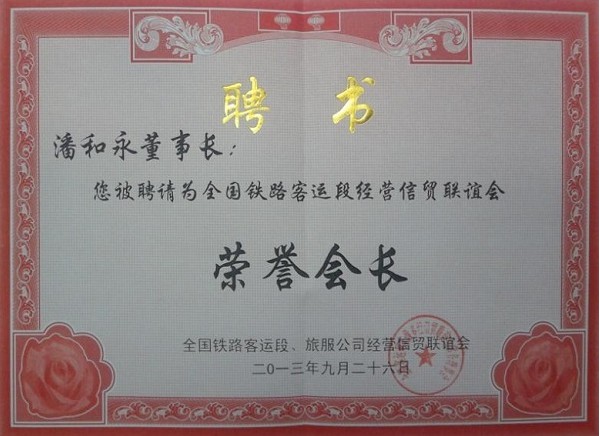 聘 书
潘和永董事长：
您被聘请为全国铁路客运段经营信贸联谊会
荣誉会长
全国铁路客运段、旅服公司经营信贸联谊会
二0一三年九月二十六日